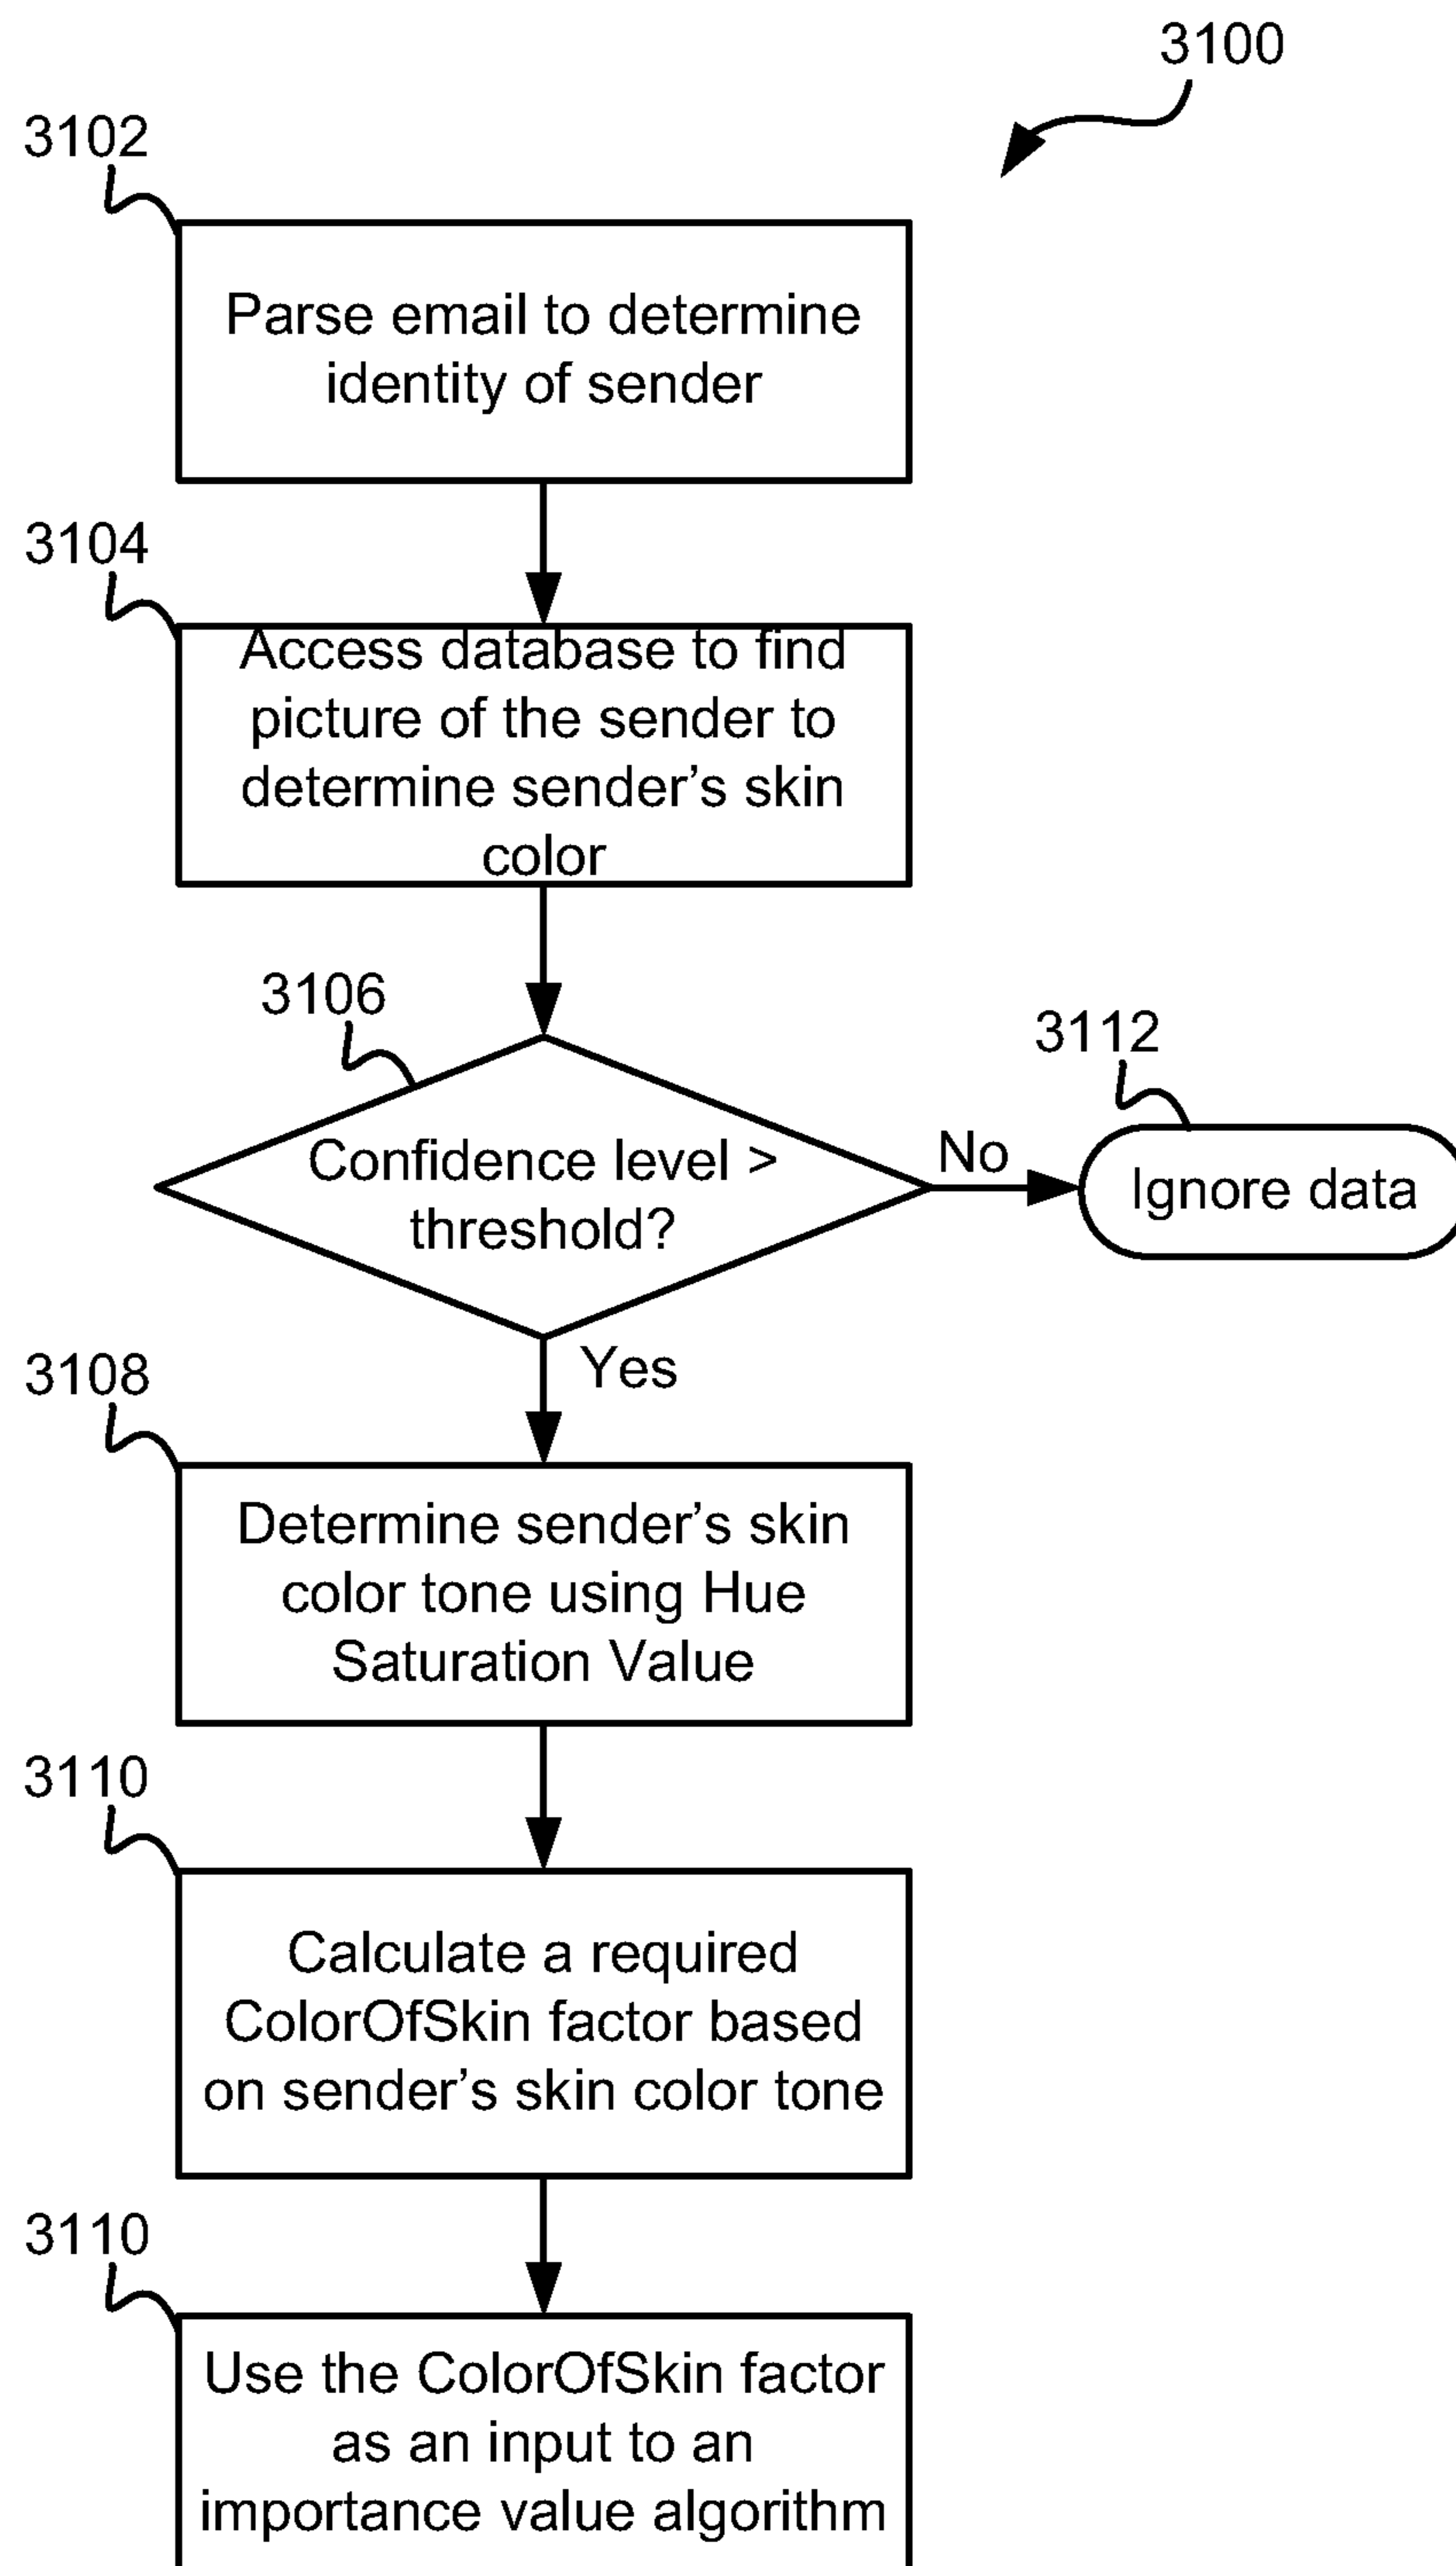 3100
3102
Parse email to determine
identity of sender
3104
Access database to find
picture of the sender to
determine sender’s skin
color
3106
Confidence level >
threshold?
No
3112
Ignore data
Yes
3108
Determine sender’s skin
color tone using Hue
Saturation Value
3110
Calculate a required
ColorOfSkin factor based
on sender’s skin color tone
3110
Use the ColorOfSkin factor
as an input to an
importance value algorithm